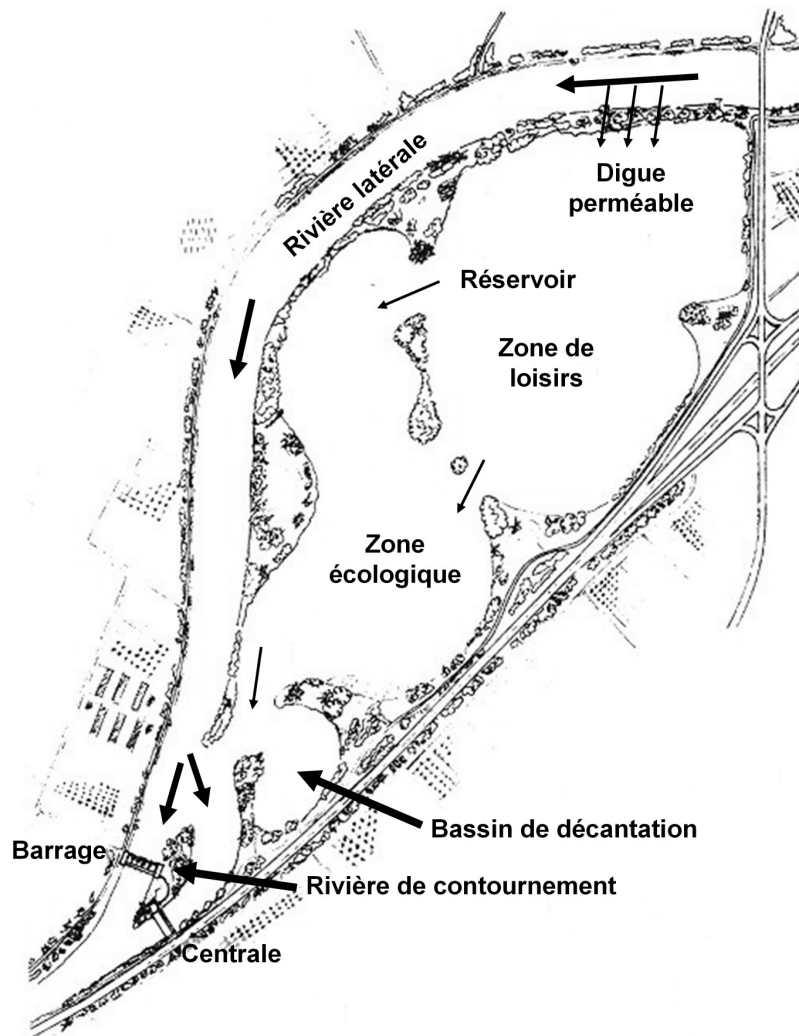 Rivière latérale
Digue
perméable
Réservoir
Zone de
loisirs
Zone
écologique
Bassin de décantation
Barrage
Rivière de contournement
Centrale